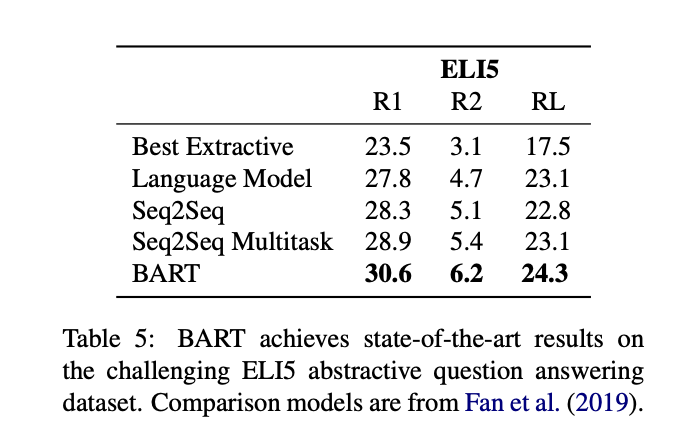 ELI5
R1 R2 RL
Best Extractive 23.5 3.1 17.5
Language Model 27.8 4.7 23.1
Seq2Seq 28.3 5.1 22.8
Seq2Seq Multitask 28.9 5.4 23.1
BART 30.6 6.2 24.3
Table 5: BART achieves state-of-the-art results on
the challenging ELI5 abstractive question answering
dataset. Comparison models are from Fan et al. (2019).